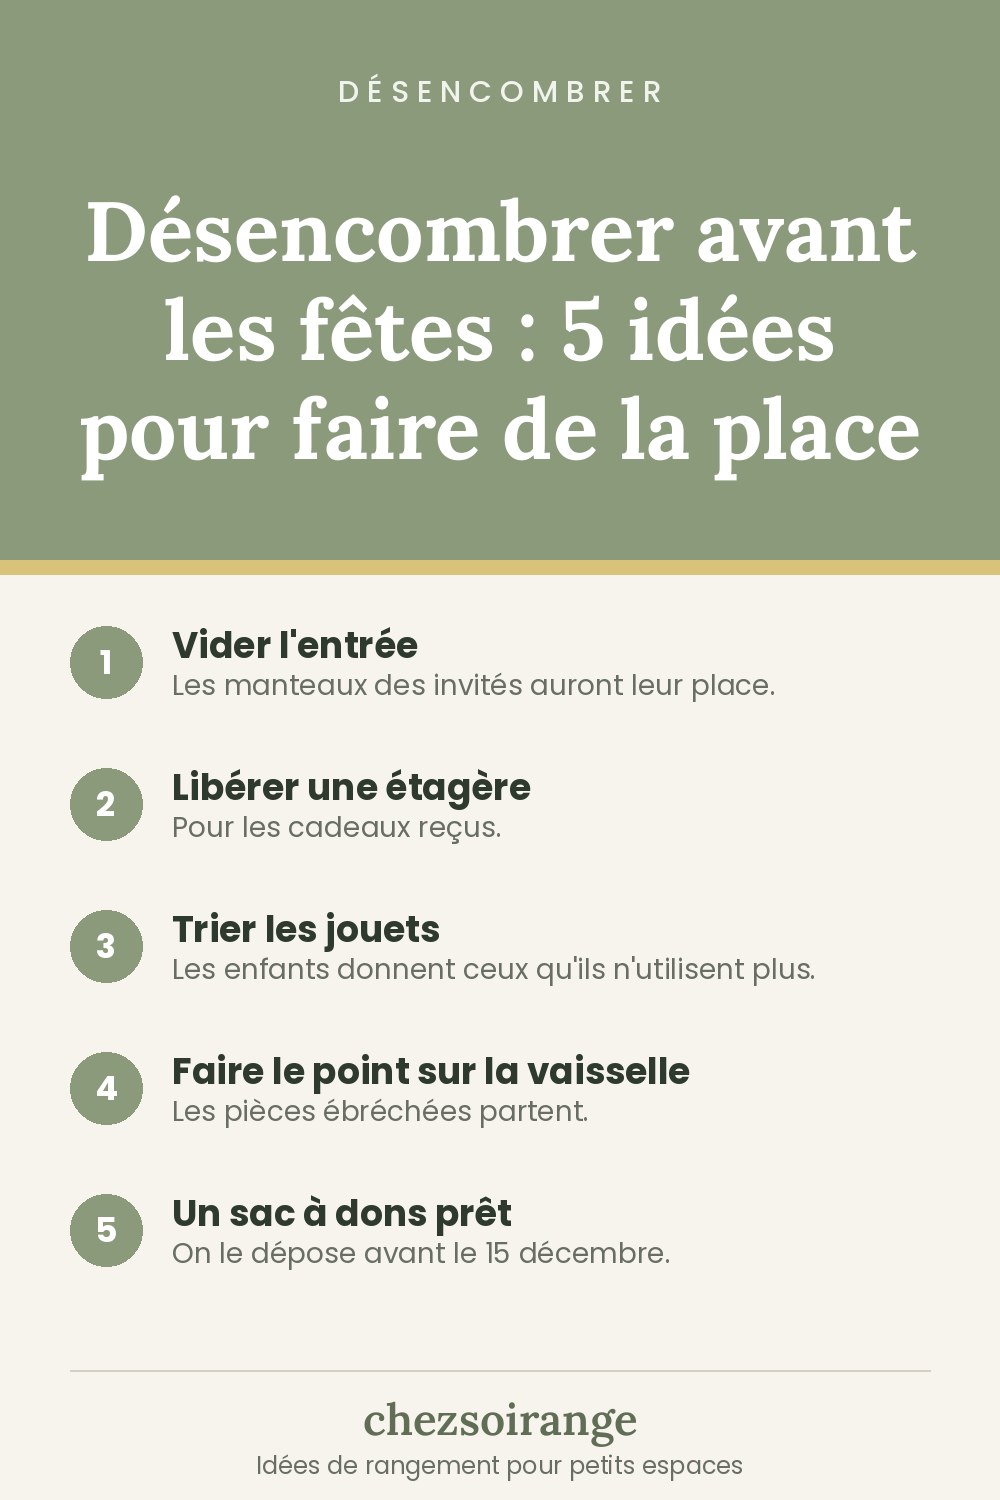 DÉSENCOMBRER
Désencombrer avant
les fêtes : 5 idées
pour faire de la place
1
Vider l'entrée
Les manteaux des invités auront leur place.
2
Libérer une étagère
Pour les cadeaux reçus.
3
Trier les jouets
Les enfants donnent ceux qu'ils n'utilisent plus.
4
Faire le point sur la vaisselle
Les pièces ébréchées partent.
5
Un sac à dons prêt
On le dépose avant le 15 décembre.
chezsoirange
Idées de rangement pour petits espaces